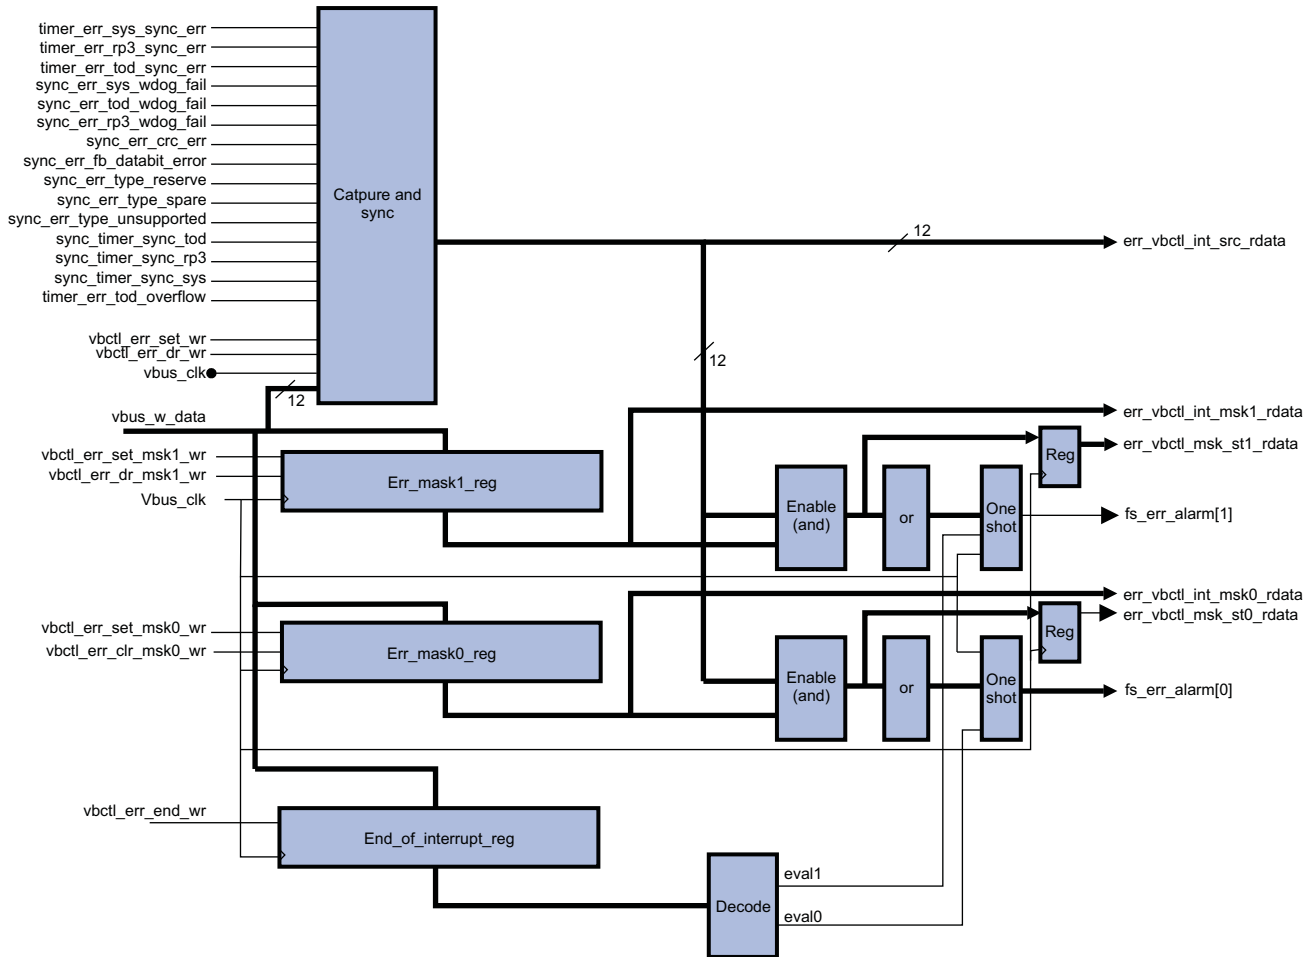 timer_err_sys_sync_err
timer_err_rp3_sync_err
timer_err_tod_sync_err
sync_err_sys_wdog_fail
sync_err_tod_wdog_fail
sync_err_rp3_wdog_fail
sync_err_crc_err
sync_err_fb_databit_error
sync_err_type_reserve
sync_err_type_spare
sync_err_type_unsupported
sync_timer_sync_tod
sync_timer_sync_rp3
sync_timer_sync_sys
timer_err_tod_overflow
vbctl_err_set_wr
vbctl_err_dr_wr
vbus_clk
12
Catpure and
sync
12
err_vbctl_int_src_rdata
12
vbus_w_data
vbctl_err_set_msk1_wr
vbctl_err_dr_msk1_wr
Vbus_clk
Err_mask1_reg
err_vbctl_int_msk1_rdata
Reg
err_vbctl_msk_st1_rdata
Enable
(and)
or
One
shot
fs_err_alarm[1]
err_vbctl_int_msk0_rdata
vbctl_err_set_msk0_wr
vbctl_err_clr_msk0_wr
Err_mask0_reg
Reg
err_vbctl_msk_st0_rdata
Enable
(and)
or
One
shot
fs_err_alarm[0]
vbctl_err_end_wr
End_of_interrupt_reg
Decode
eval1
eval0